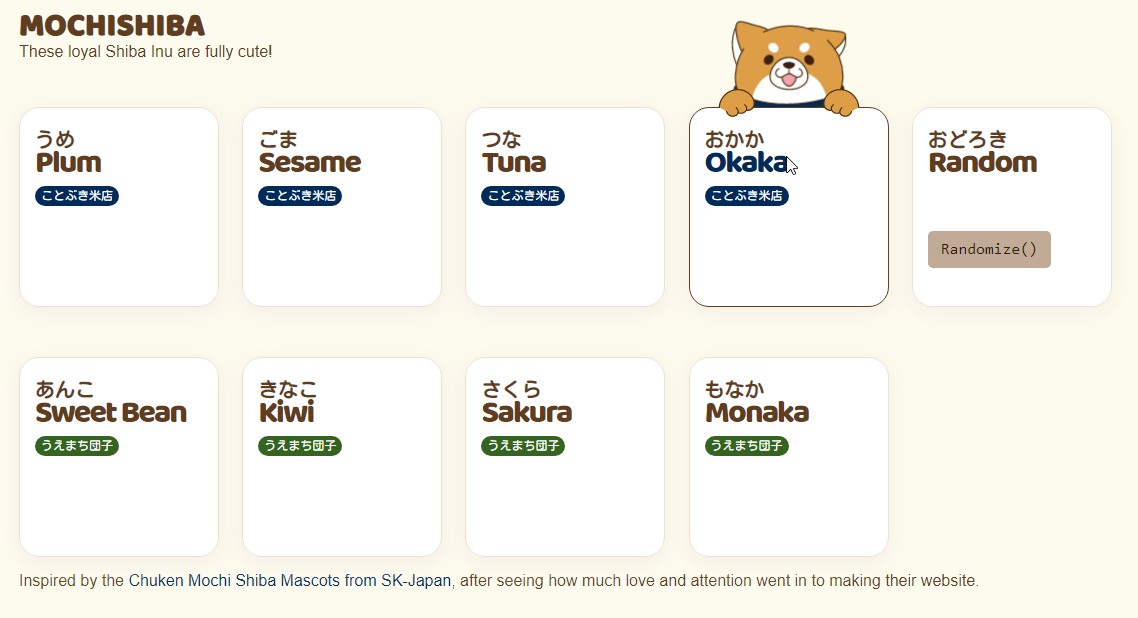 MOCHISHIBA
These loyal Shiba Inu are fully cute!
うめ
Plum
ことぶき米店
ごま
Sesame
ことぶき米店
つな
Tuna
ことぶき米店
おかか
Okaka
ことぶき米店
おどろき
Random
Randomize()
あんこ
Sweet Bean
うえまち団子
きなこ
Kiwi
うえまち団子
さくら
Sakura
うえまち団子
もなか
Monaka
うえまち団子
Inspired by the Chuken Mochi Shiba Mascots from SK-Japan, after seeing how much love and attention went in to making their website.